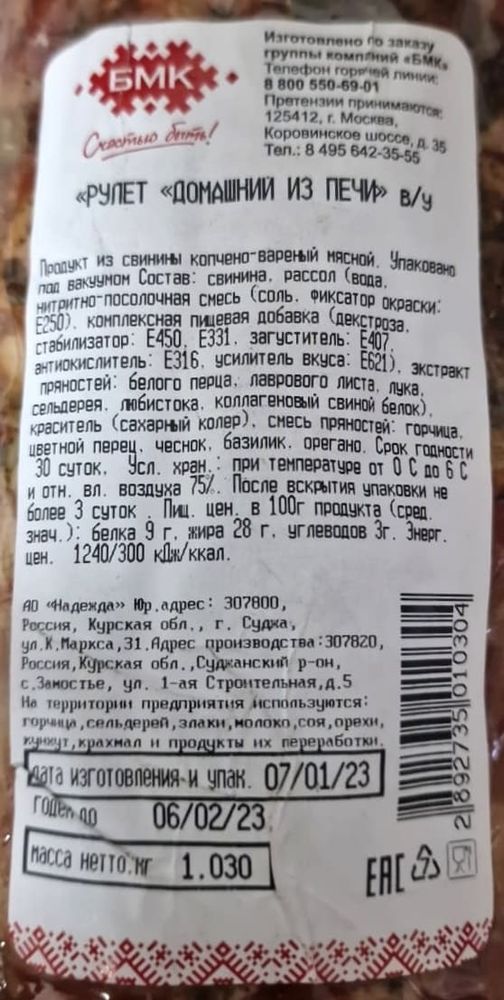 БМК
Счастью быть!
Изготовлено по заказу
группы компаний «БМК»
Телефон горячей линии:
8 800 550-69-01
Претензии принимаются:
125412, г. Москва,
Коровинское шоссе, д. 35
Тел.: 8 495 642-35-55
«РУЛЕТ «ДОМАШНИЙ ИЗ ПЕЧИ» в/у
Продукт из свинины копчено-вареный мясной. Упаковано
под вакуумом Состав: свинина, рассол (вода,
нитритно-посолочная смесь (соль, фиксатор окраски:
Е250), комплексная пищевая добавка (декстроза,
стабилизатор: Е450, Е331, загуститель: Е407,
антиокислитель: Е316, усилитель вкуса: Е621), экстракт
пряностей: белого перца, лаврового листа, лука,
сельдерея, любистока, коллагеновый свиной белок),
краситель (сахарный колер), смесь пряностей: горчица,
цветной перец, чеснок, базилик, орегано. Срок годности
30 суток, Усл. хран.: при температуре от 0 С до 6 С
и отн. вл. воздуха 75%. После вскрытия упаковки не
более 3 суток . Пищ. цен. в 100г продукта (сред.
знач.): белка 9 г, жира 28 г, углеводов 3г. Энерг.
цен. 1240/300 кДж/ккал.
АО «Надежда» Юр.адрес: 307800,
Россия, Курская обл., г. Суджа,
ул.К.Маркса,31.Адрес производства:307820,
Россия,Курская обл.,Суджанский р-он,
с.Замостье, ул. 1-ая Строительная,д.5
На территории предприятия используются:
горчица,сельдерей,злаки,молоко,соя,орехи,
кунжут,крахмал и продукты их переработки.
Дата изготовления и упак. 07/01/23
годен до 06/02/23
масса нетто,кг 1.030
2 892735 010304
ЕАС